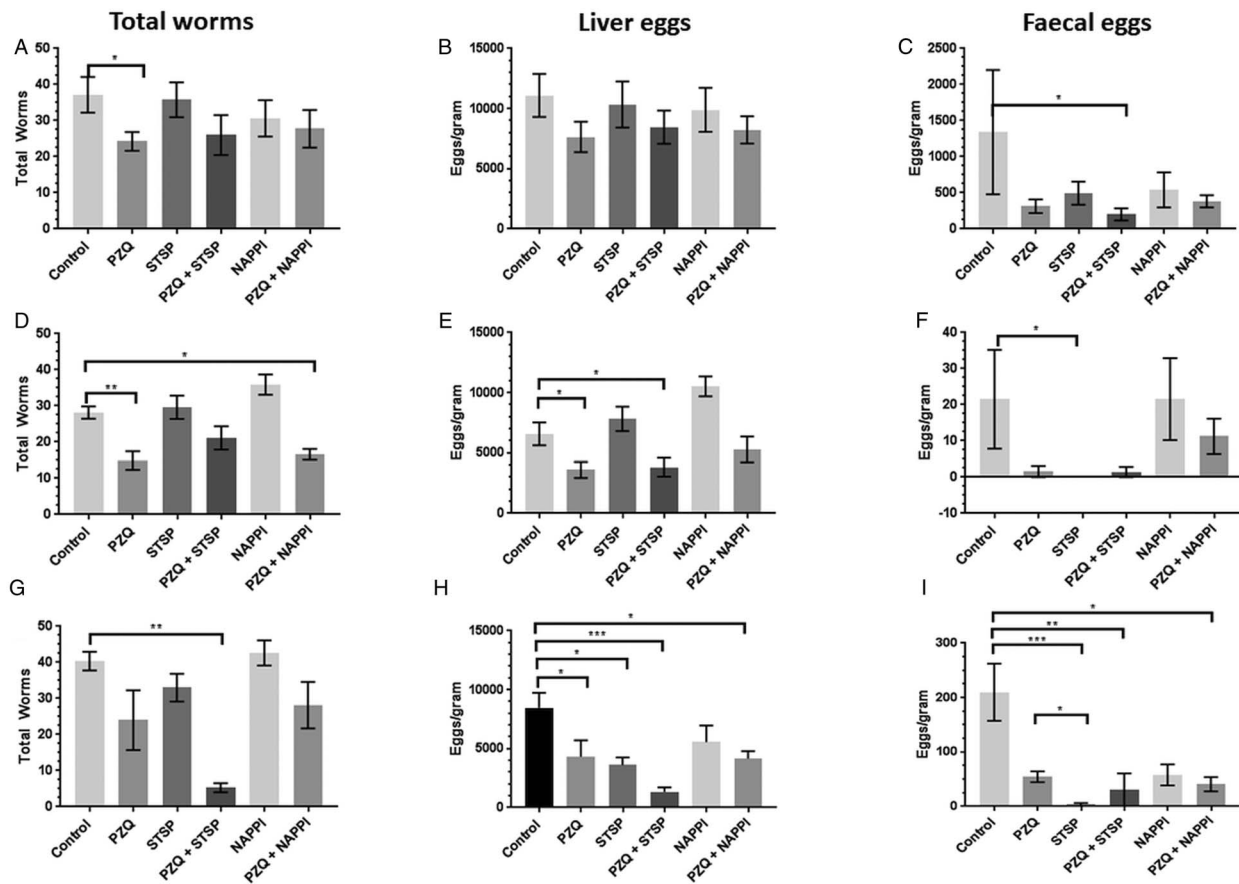 Total worms
Liver eggs
Faecal eggs
A
50
40
30
20
10
0
Total Worms
*
Control
PZQ
STSP
PZQ + STSP
NAPPI
PZQ + NAPPI
B
15000
10000
5000
0
Eggs/gram
Control
PZQ
STSP
PZQ + STSP
NAPPI
PZQ + NAPPI
C
2500
2000
1500
1000
500
0
Eggs/gram
*
Control
PZQ
STSP
PZQ + STSP
NAPPI
PZQ + NAPPI
D
50
40
30
20
10
0
Total Worms
*
**
Control
PZQ
STSP
PZQ + STSP
NAPPI
PZQ + NAPPI
E
15000
10000
5000
0
Eggs/gram
*
*
Control
PZQ
STSP
PZQ + STSP
NAPPI
PZQ + NAPPI
F
40
30
20
10
0
-10
Eggs/gram
*
Control
PZQ
STSP
PZQ + STSP
NAPPI
PZQ + NAPPI
G
50
40
30
20
10
0
Total Worms
**
Control
PZQ
STSP
PZQ + STSP
NAPPI
PZQ + NAPPI
H
15000
10000
5000
0
Eggs/gram
*
***
*
*
Control
PZQ
STSP
PZQ + STSP
NAPPI
PZQ + NAPPI
I
300
200
100
0
Eggs/gram
*
**
***
*
Control
PZQ
STSP
PZQ + STSP
NAPPI
PZQ + NAPPI